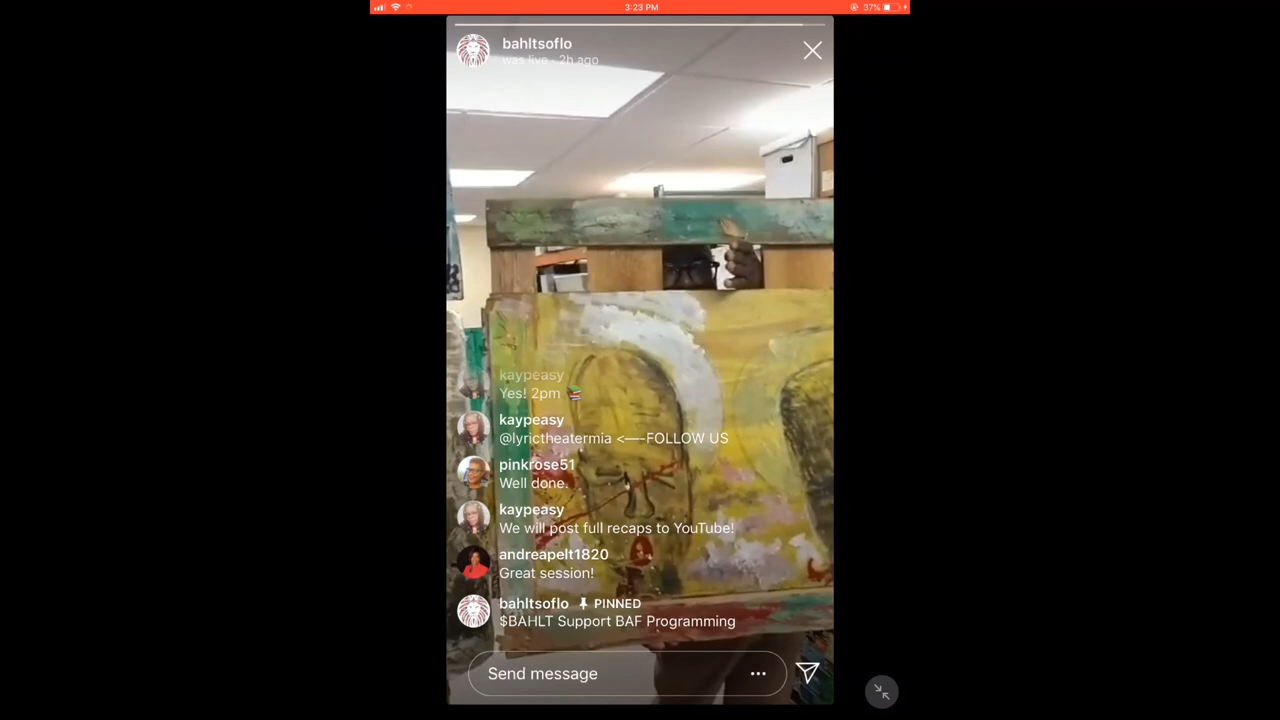 3:23 PM
37%
bahltsoflo
was live · 2h ago
kaypeasy
Yes! 2pm 📚
kaypeasy
@lyrictheatermia <—-FOLLOW US
pinkrose51
Well done.
kaypeasy
We will post full recaps to YouTube!
andreapelt1820
Great session!
bahltsoflo 📌 PINNED
$BAHLT Support BAF Programming
Send message